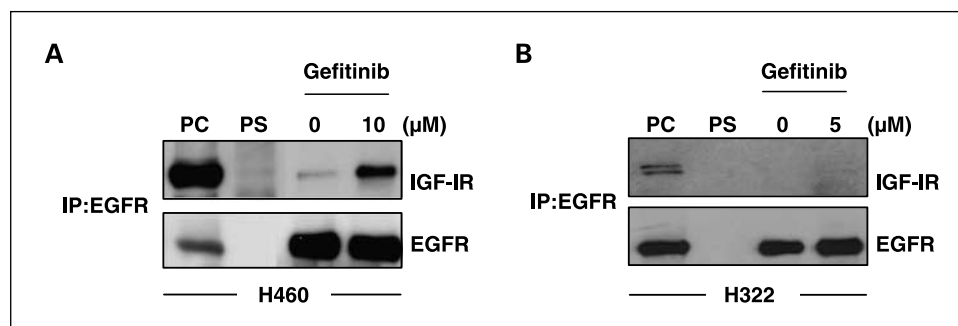 A
Gefitinib
PC PS 0 10 (µM)
IGF-IR
IP:EGFR
EGFR
H460
B
Gefitinib
PC PS 0 5 (µM)
IGF-IR
IP:EGFR
EGFR
H322